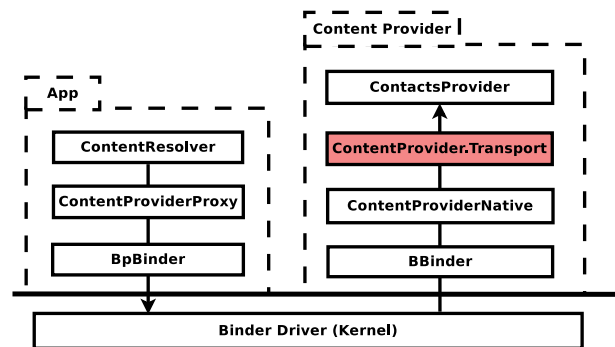 App
ContentResolver
ContentProviderProxy
BpBinder
Content Provider
ContactsProvider
ContentProvider.Transport
ContentProviderNative
BBinder
Binder Driver (Kernel)